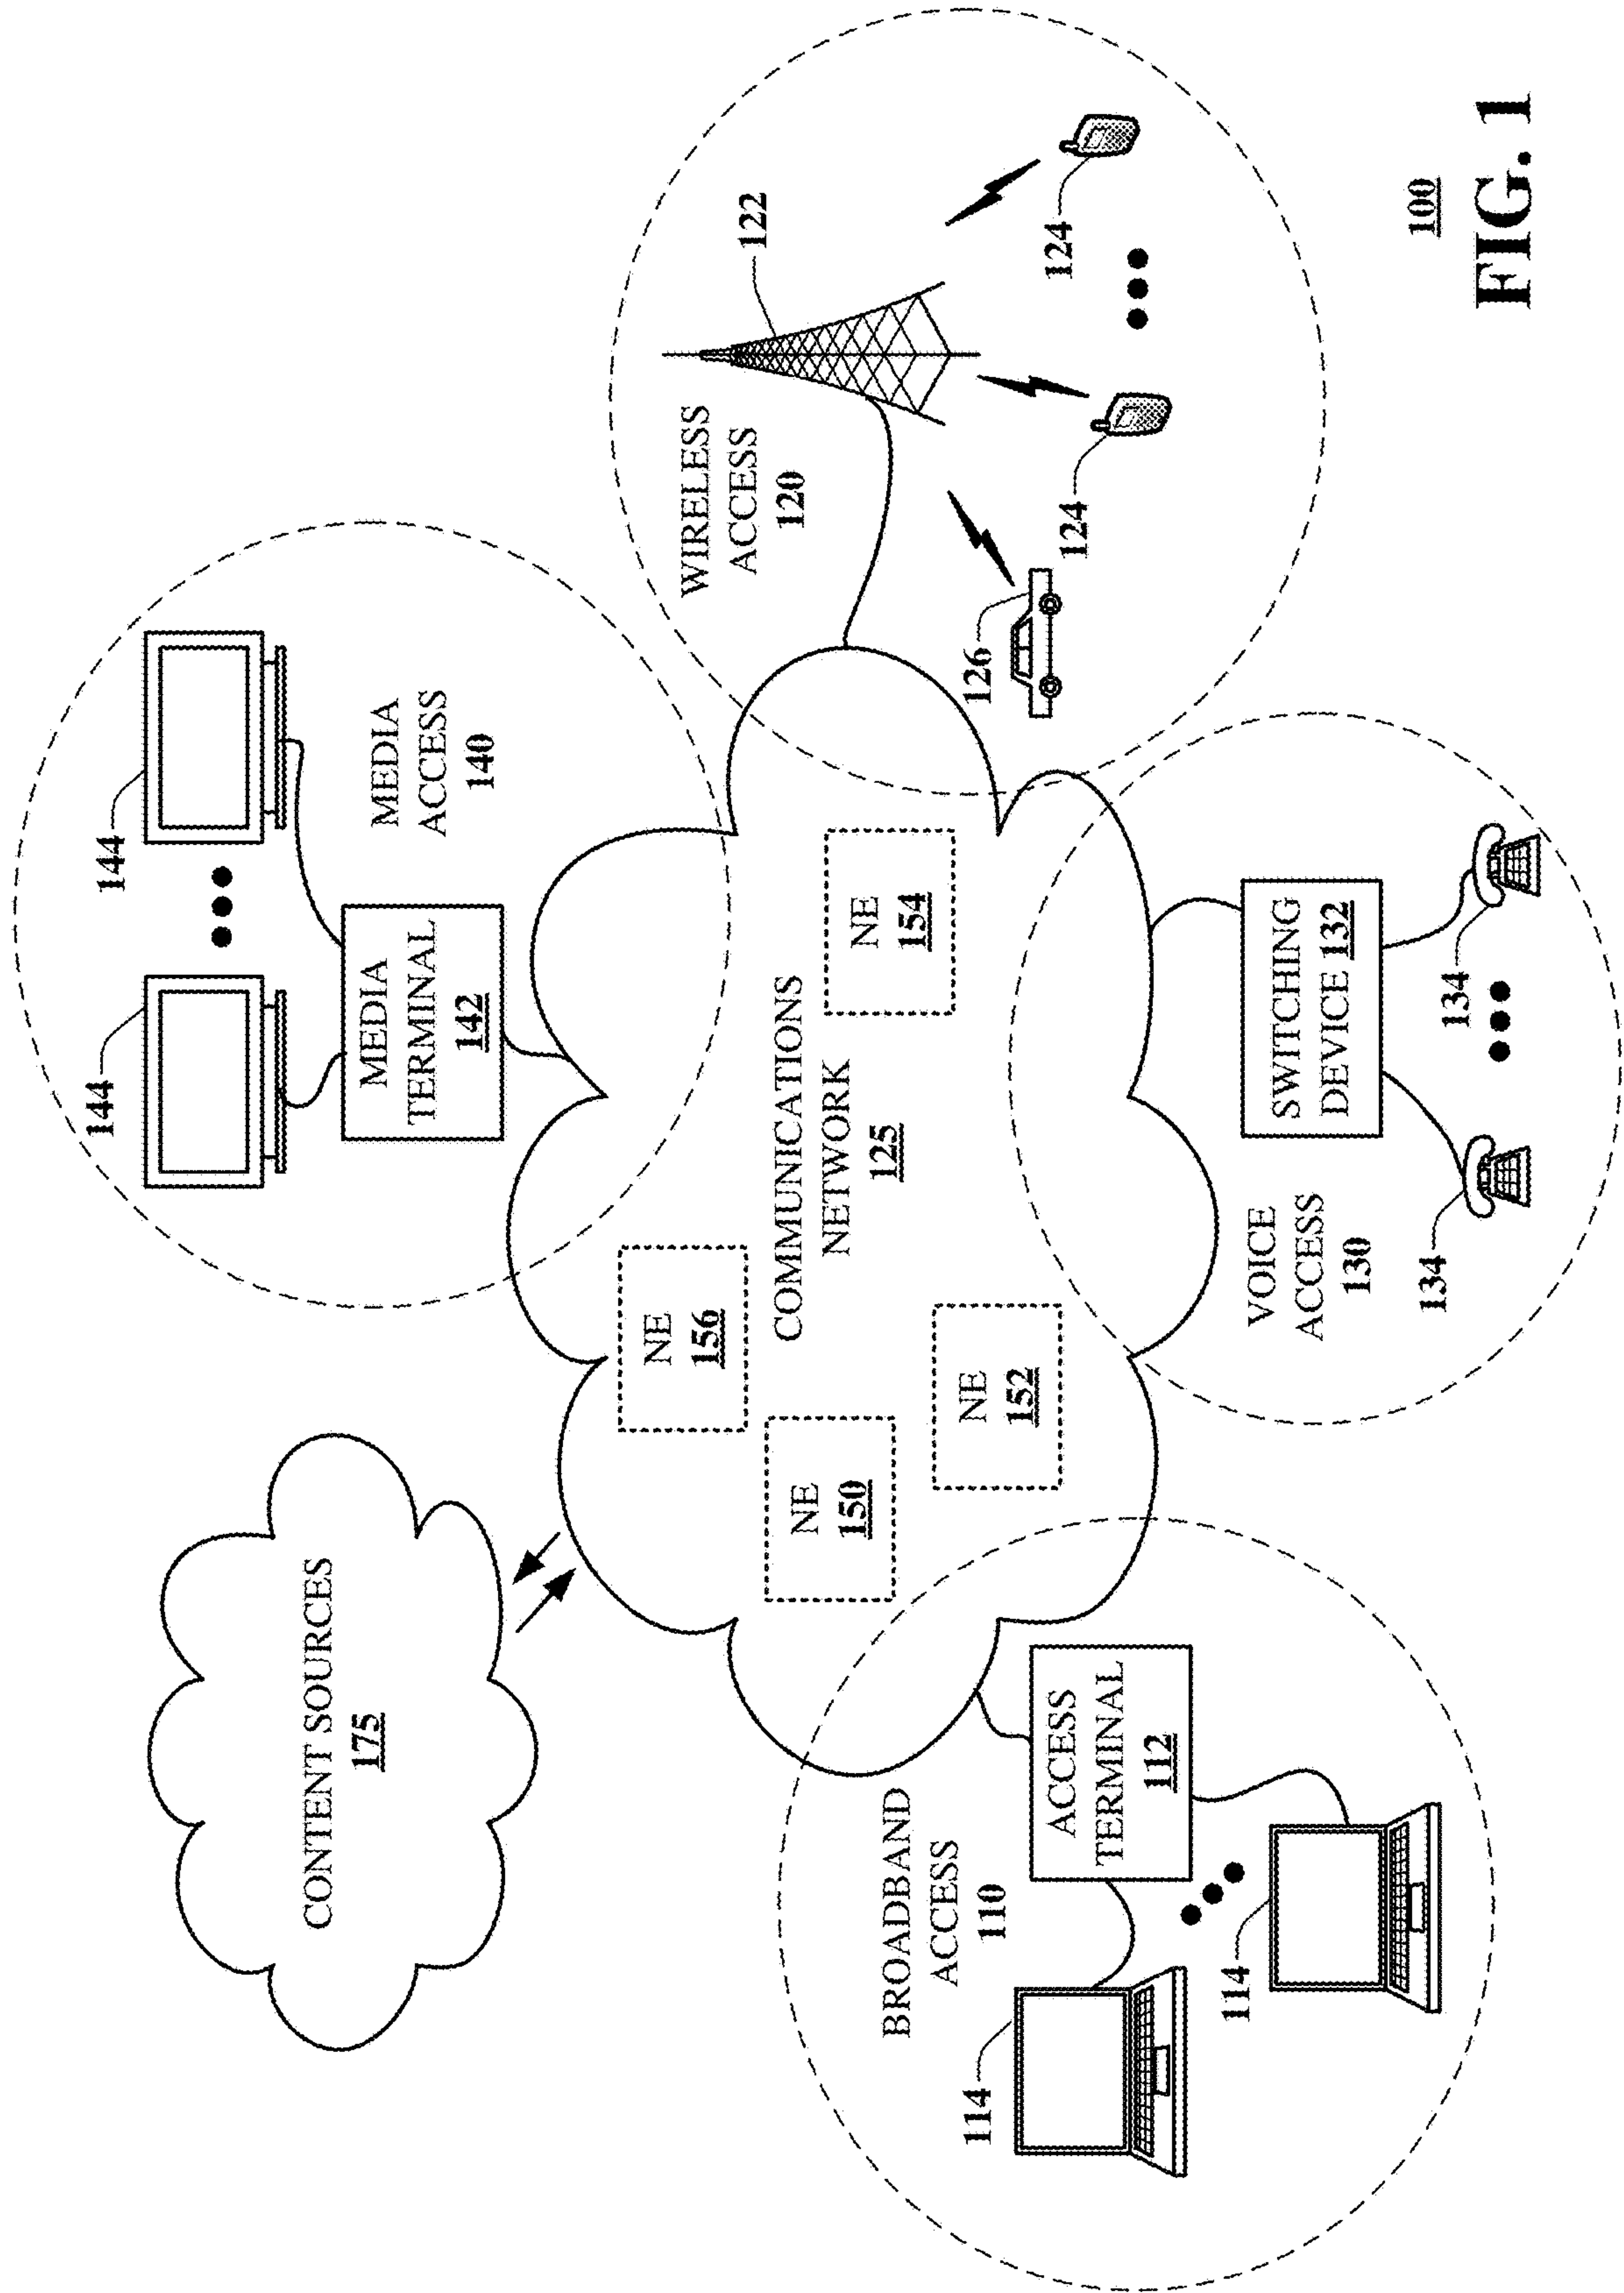 CONTENT SOURCES
175
144
144
MEDIA
TERMINAL
142
MEDIA
ACCESS
140
WIRELESS
ACCESS
120
122
124
124
126
NE
156
NE
150
NE
152
COMMUNICATIONS
NETWORK
125
NE
154
BROADBAND
ACCESS
110
ACCESS
TERMINAL
112
114
114
VOICE
ACCESS
130
SWITCHING
DEVICE 132
134
134
100
FIG. 1